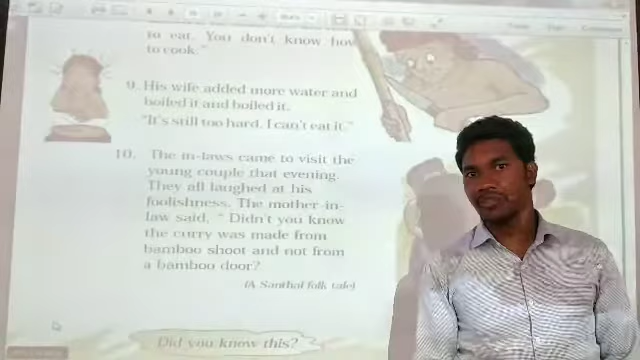 to eat. You don't know how
to cook."
9. His wife added more water and
boiled it and boiled it.
"It's still too hard. I can't eat it."
10. The in-laws came to visit the
young couple that evening.
They all laughed at his
foolishness. The mother-in-
law said, " Didn't you know
the curry was made from
bamboo shoot and not from
a bamboo door?
(A Santhal folk tale)
Did you know this?